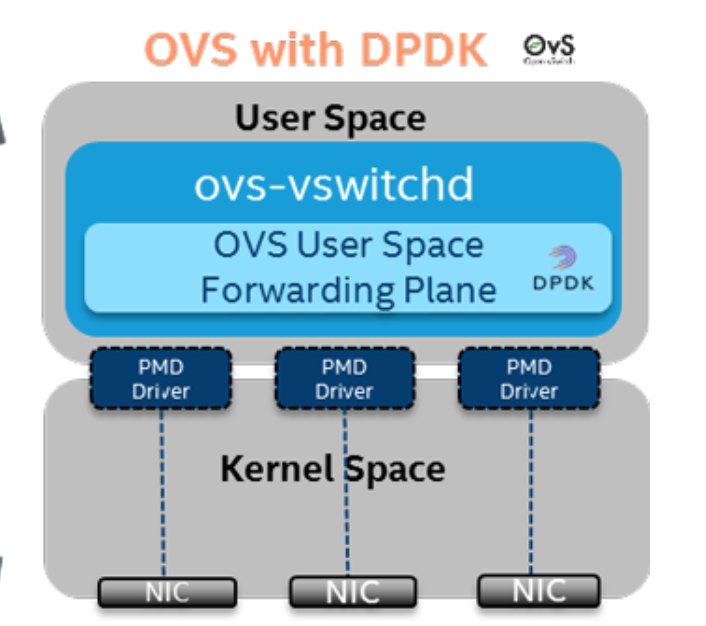 OVS with DPDK
OvS
User Space
ovs-vswitchd
OVS User Space
Forwarding Plane
DPDK
PMD
Driver
PMD
Driver
PMD
Driver
Kernel Space
NIC
NIC
NIC